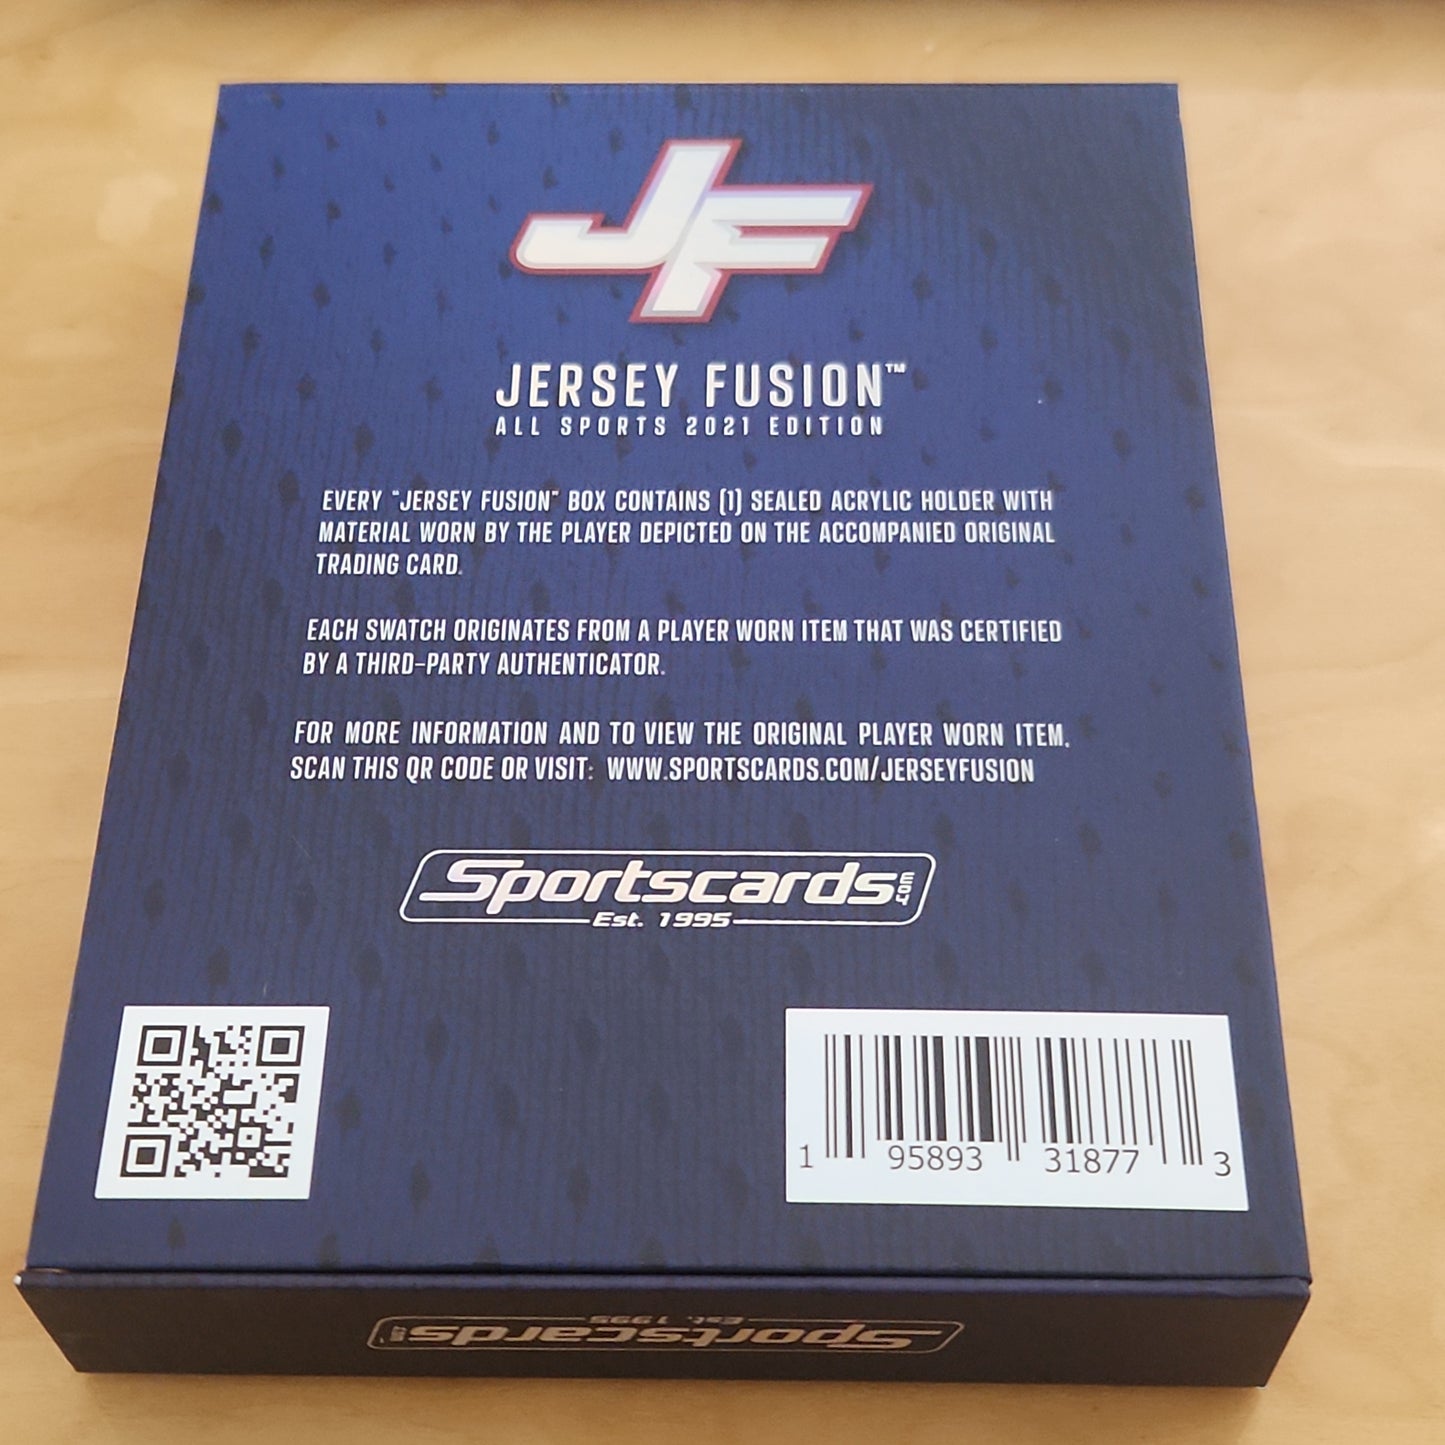 JF
JERSEY FUSION™
ALL SPORTS 2021 EDITION
EVERY "JERSEY FUSION" BOX CONTAINS (1) SEALED ACRYLIC HOLDER WITH
MATERIAL WORN BY THE PLAYER DEPICTED ON THE ACCOMPANIED ORIGINAL
TRADING CARD.
EACH SWATCH ORIGINATES FROM A PLAYER WORN ITEM THAT WAS CERTIFIED
BY A THIRD-PARTY AUTHENTICATOR.
FOR MORE INFORMATION AND TO VIEW THE ORIGINAL PLAYER WORN ITEM,
SCAN THIS QR CODE OR VISIT: WWW.SPORTSCARDS.COM/JERSEYFUSION
Sportscards.com
Est. 1995
1 95893 31877 3
Est. 1995
Sportscards.com